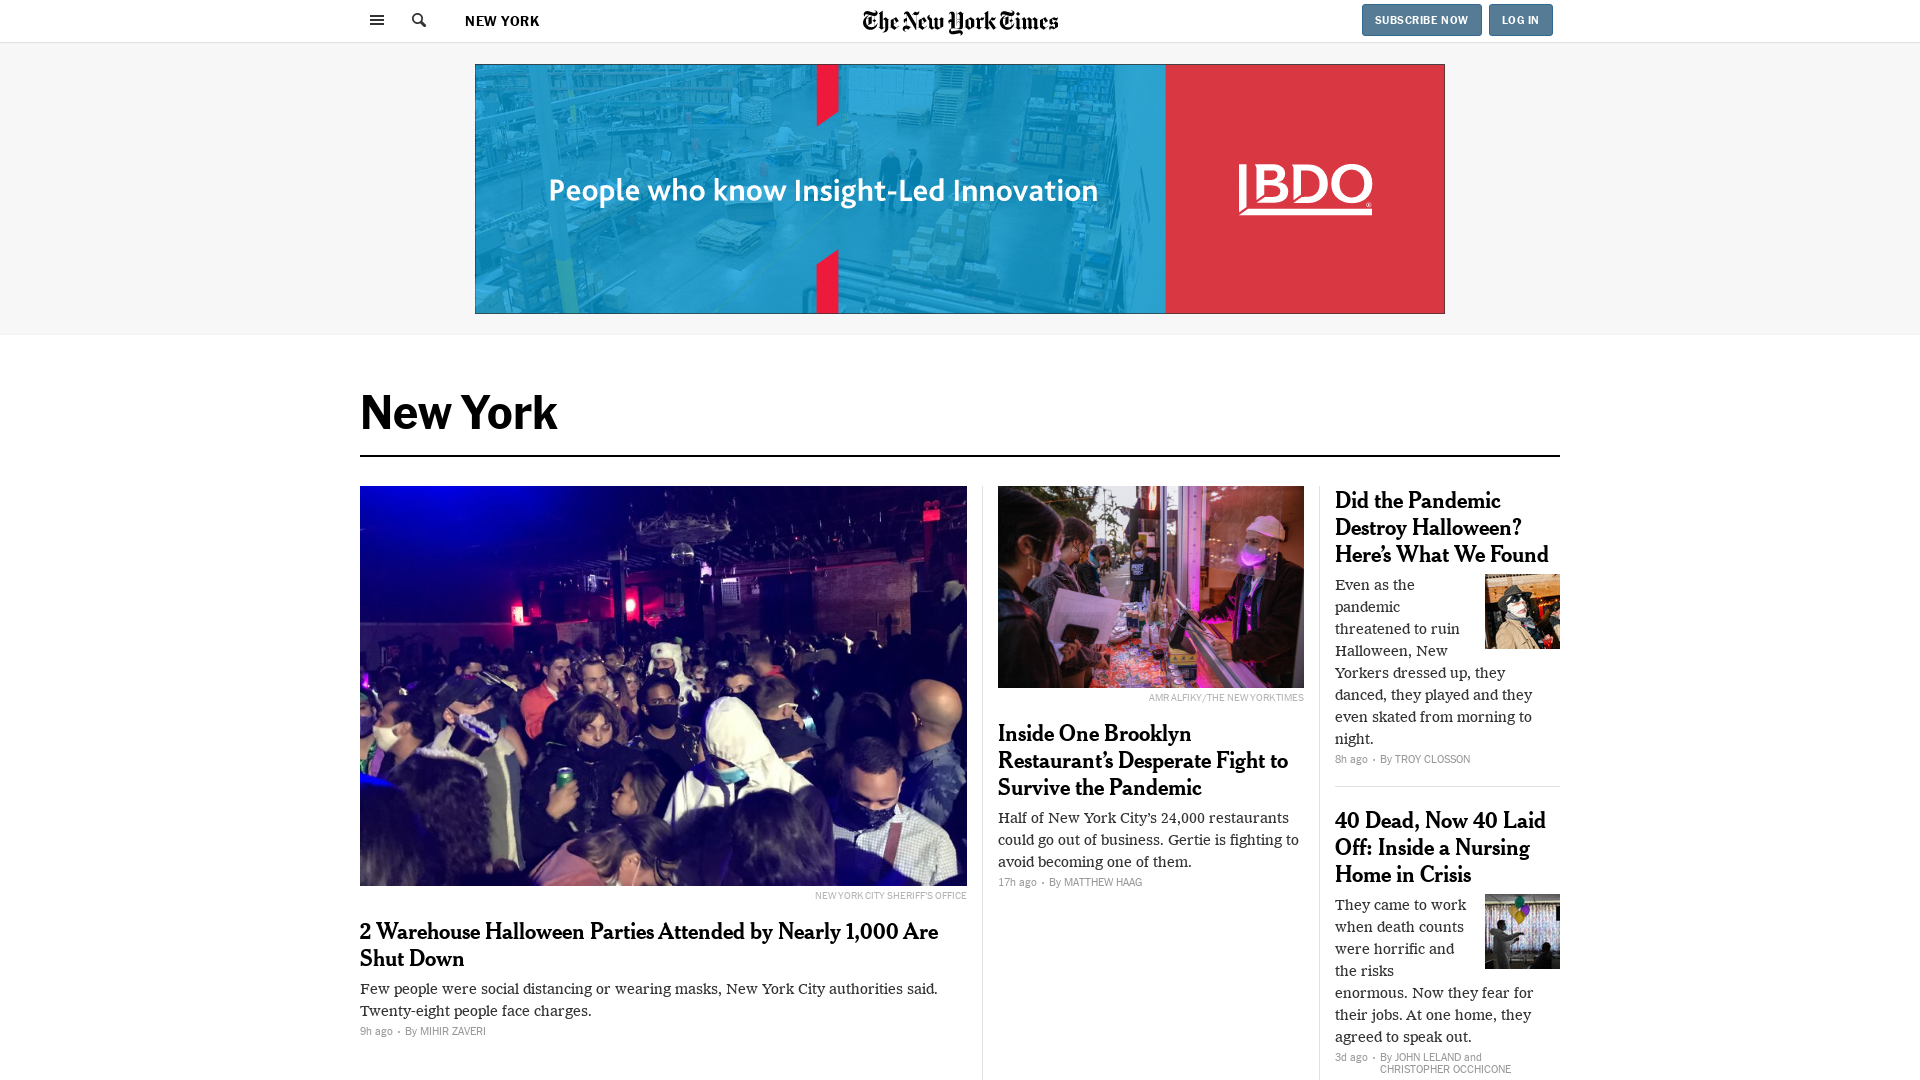 NEW YORK
The New York Times
SUBSCRIBE NOW
LOG IN
People who know Insight-Led Innovation
BDO
®
New York
NEW YORK CITY SHERIFF'S OFFICE
2 Warehouse Halloween Parties Attended by Nearly 1,000 Are
Shut Down
Few people were social distancing or wearing masks, New York City authorities said.
Twenty-eight people face charges.
9h ago • By MIHIR ZAVERI
AMR ALFIKY/THE NEW YORK TIMES
Inside One Brooklyn
Restaurant’s Desperate Fight to
Survive the Pandemic
Half of New York City’s 24,000 restaurants
could go out of business. Gertie is fighting to
avoid becoming one of them.
17h ago • By MATTHEW HAAG
Did the Pandemic
Destroy Halloween?
Here’s What We Found
Even as the
pandemic
threatened to ruin
Halloween, New
Yorkers dressed up, they
danced, they played and they
even skated from morning to
night.
8h ago • By TROY CLOSSON
40 Dead, Now 40 Laid
Off: Inside a Nursing
Home in Crisis
They came to work
when death counts
were horrific and
the risks
enormous. Now they fear for
their jobs. At one home, they
agreed to speak out.
3d ago • By JOHN LELAND and
CHRISTOPHER OCCHICONE